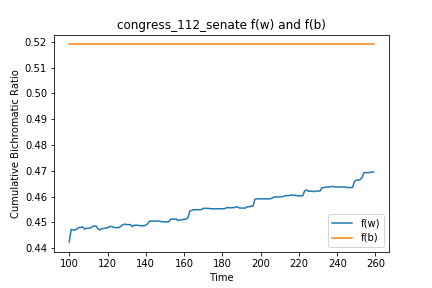 congress_112_senate f(w) and f(b)
0.52
0.51
0.50
0.49
0.48
0.47
0.46
0.45
0.44
Cumulative Bichromatic Ratio
100 120 140 160 180 200 220 240 260
Time
f(w)
f(b)